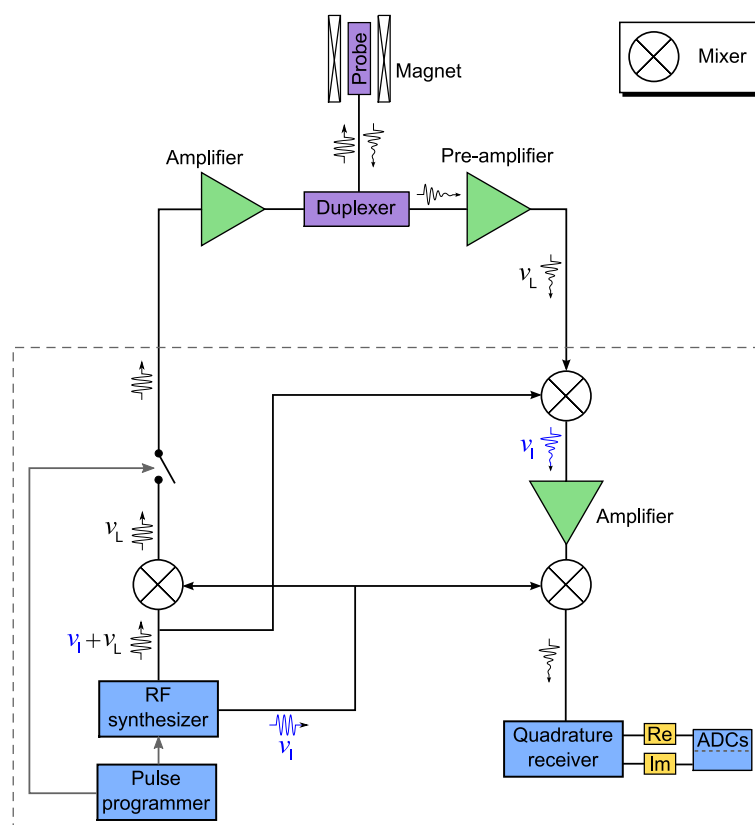 Probe
Magnet
Mixer
Amplifier
Pre-amplifier
Duplexer
νL
νI
νL
Amplifier
νI+νL
RF
synthesizer
νI
Quadrature
receiver
Re
Im
ADCs
Pulse
programmer